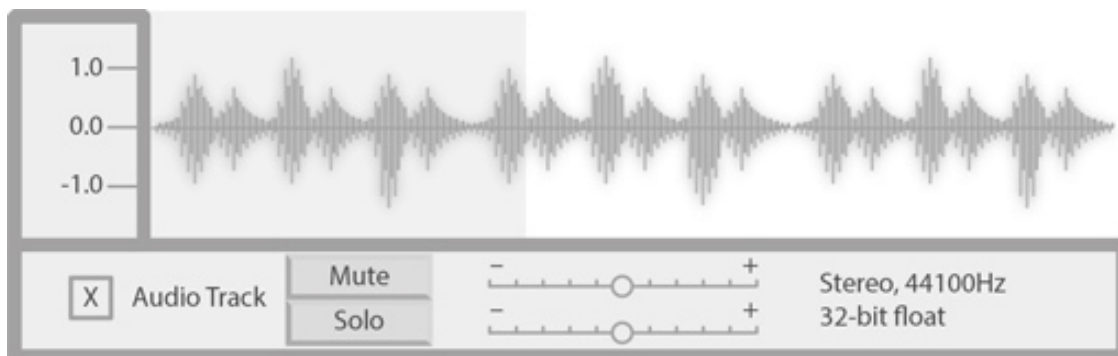 1.0
0.0
-1.0
X Audio Track
Mute
Solo
- +
- +
Stereo, 44100Hz
32-bit float